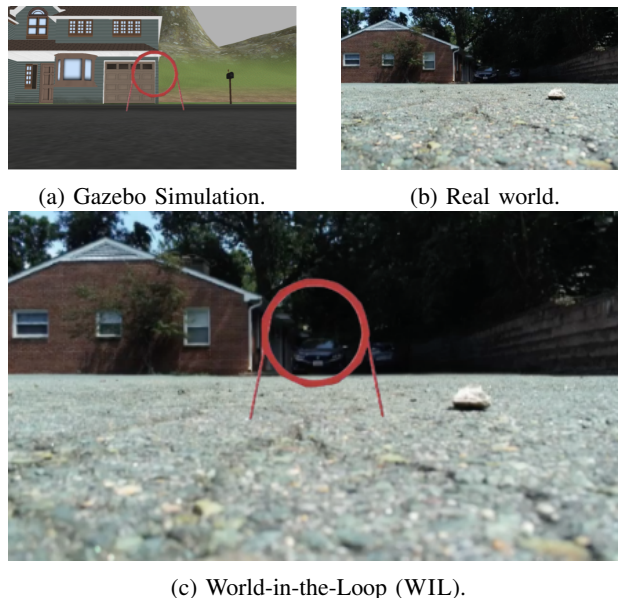 (a) Gazebo Simulation.
(b) Real world.
(c) World-in-the-Loop (WIL).